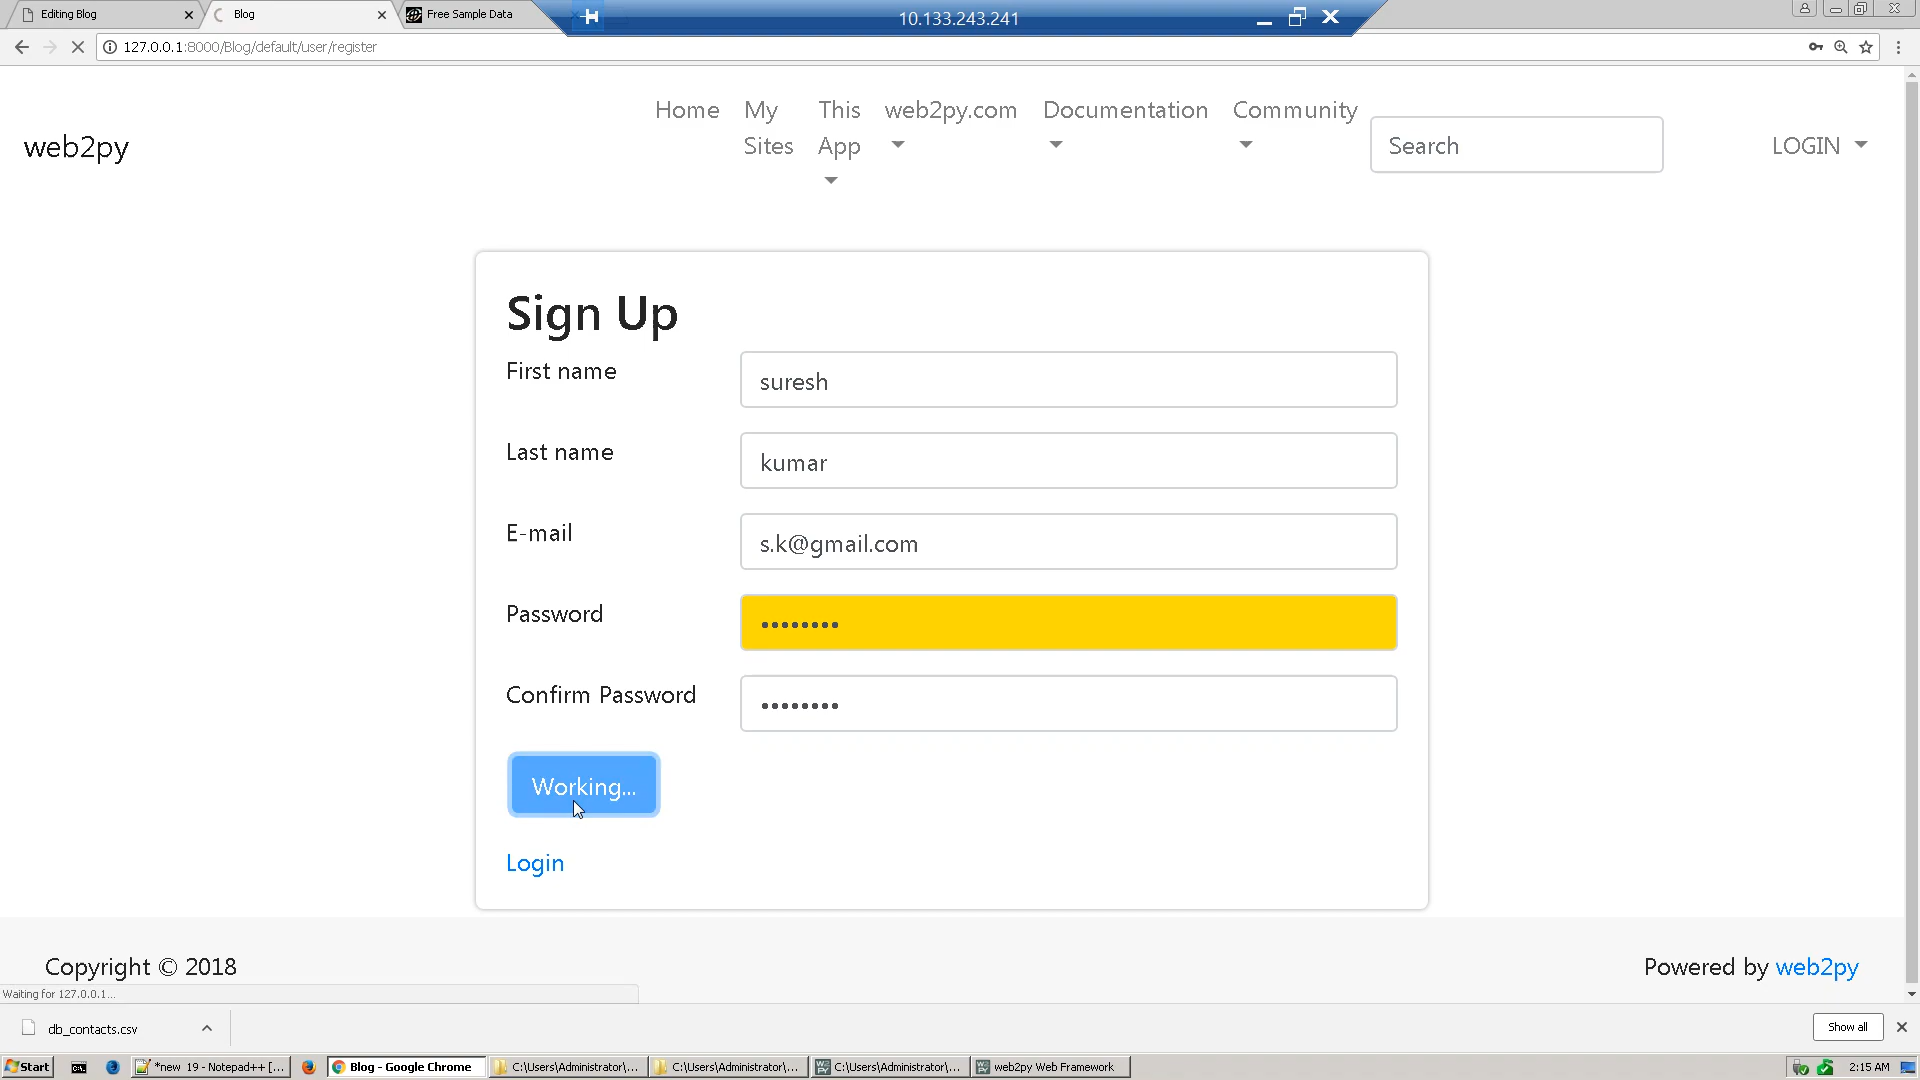 Editing Blog
Blog
Free Sample Data
10.133.243.241
127.0.0.1:8000/Blog/default/user/register
web2py
Home
My Sites
This App
web2py.com
Documentation
Community
Search
LOGIN
Sign Up
First name
suresh
Last name
kumar
E-mail
s.k@gmail.com
Password
••••••••
Confirm Password
••••••••
Working...
Login
Copyright © 2018
Powered by web2py
Waiting for 127.0.0.1...
db_contacts.csv
Show all
Start
*new 19 - Notepad++ [...
Blog - Google Chrome
C:\Users\Administrator\...
C:\Users\Administrator\...
C:\Users\Administrator\...
web2py Web Framework
2:15 AM